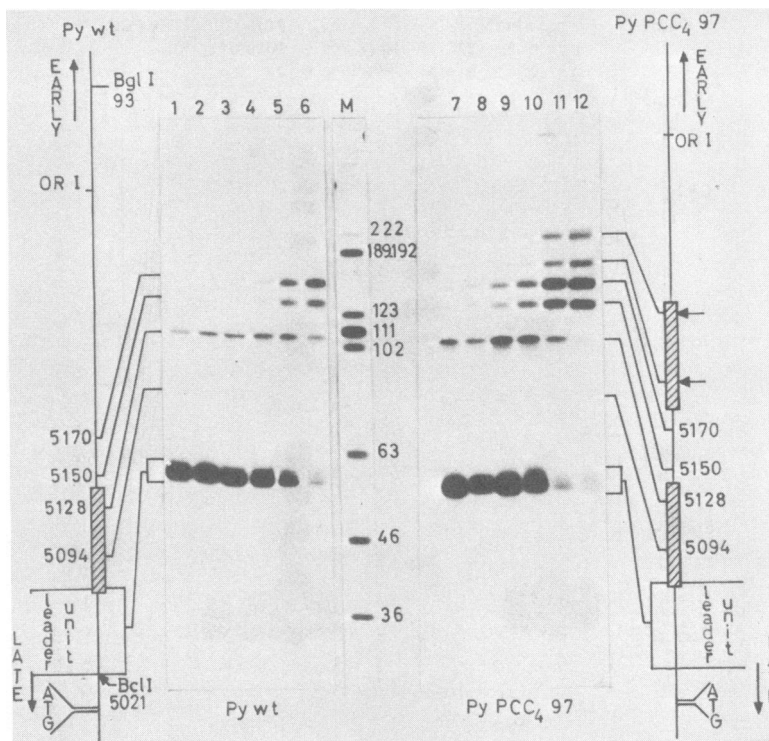 Py wt
Py PCC4 97
EARLY
Bgl I
93
OR I
1 2 3 4 5 6 M 7 8 9 10 11 12
EARLY
OR I
222
189.192
123
111
102
63
46
36
5170
5150
5128
5094
5170
5150
5128
5094
leader unit
leader unit
LATE
BclI
5021
ATG
ATG
Py wt
Py PCC4 97